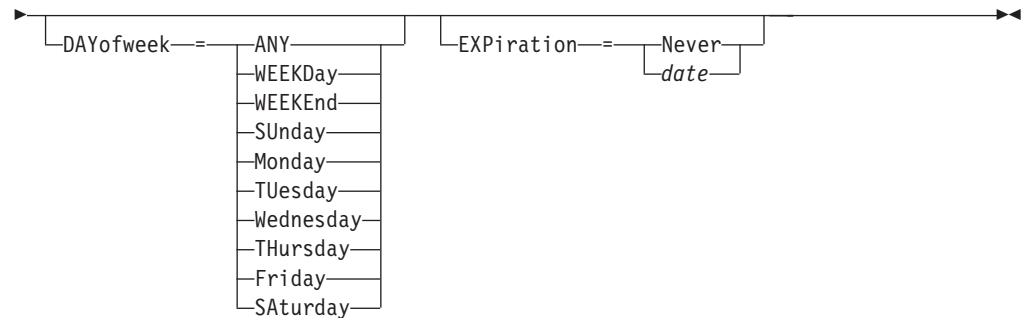 DAYofweek = ANY EXPiration = Never
WEEKDay date
WEEKEnd
SUnday
Monday
TUesday
Wednesday
THursday
Friday
SAturday